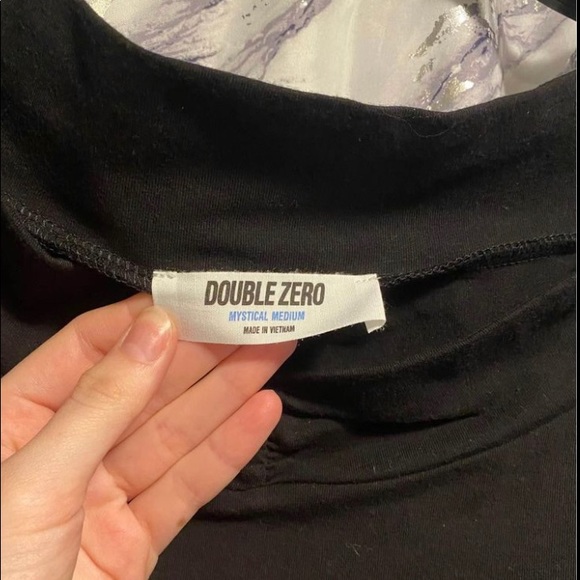 DOUBLE ZERO
MYSTICAL MEDIUM
MADE IN VIETNAM